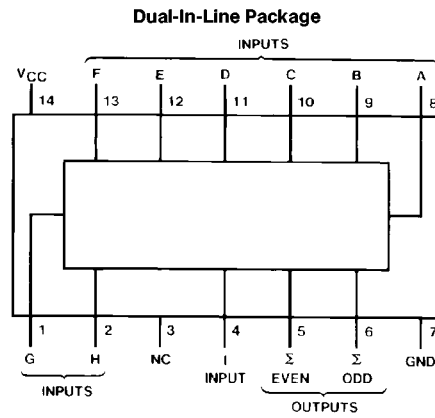 Dual-In-Line Package
INPUTS
VCC F E D C B A
14 13 12 11 10 9 8
1 2 3 4 5 6 7
G H NC I Σ Σ GND
INPUT EVEN ODD
INPUTS OUTPUTS